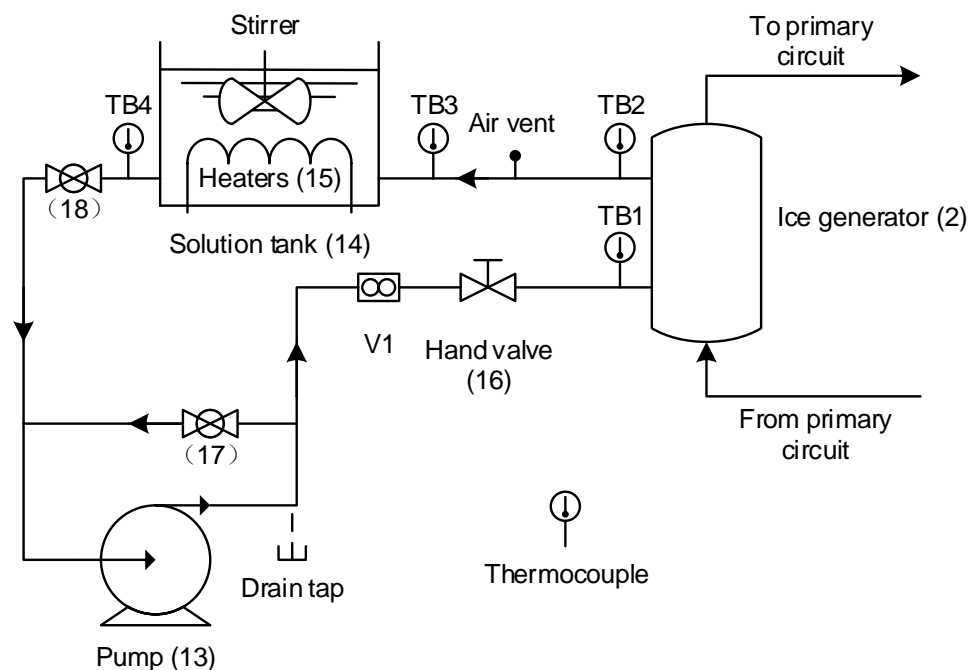 Stirrer
To primary
circuit
TB4
TB3
Air vent
TB2
Heaters (15)
（18）
Solution tank (14)
TB1
Ice generator (2)
V1
Hand valve
(16)
From primary
circuit
（17）
Drain tap
Thermocouple
Pump (13)